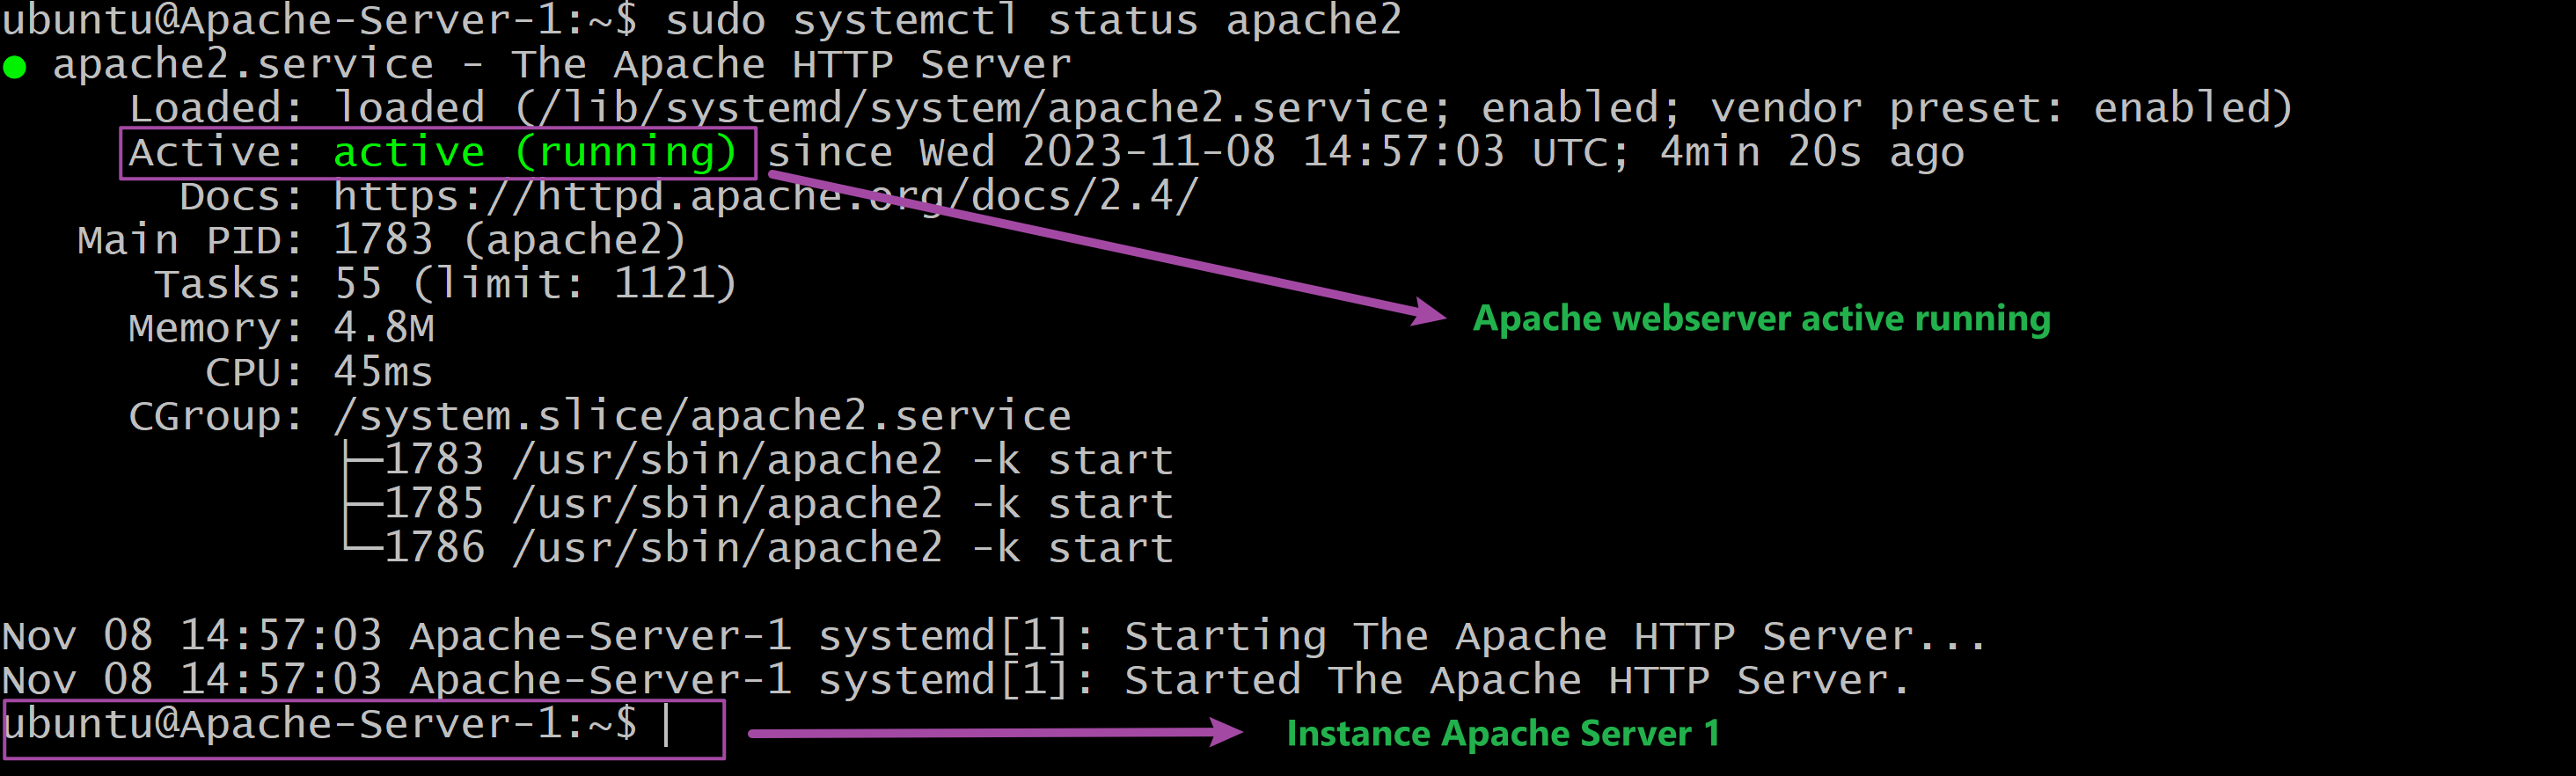 ubuntu@Apache-Server-1:~$ sudo systemctl status apache2
● apache2.service - The Apache HTTP Server
Loaded: loaded (/lib/systemd/system/apache2.service; enabled; vendor preset: enabled)
Active: active (running) since Wed 2023-11-08 14:57:03 UTC; 4min 20s ago
Docs: https://httpd.apache.org/docs/2.4/
Main PID: 1783 (apache2)
Tasks: 55 (limit: 1121)
Apache webserver active running
Memory: 4.8M
CPU: 45ms
CGroup: /system.slice/apache2.service
├─1783 /usr/sbin/apache2 -k start
├─1785 /usr/sbin/apache2 -k start
└─1786 /usr/sbin/apache2 -k start
Nov 08 14:57:03 Apache-Server-1 systemd[1]: Starting The Apache HTTP Server...
Nov 08 14:57:03 Apache-Server-1 systemd[1]: Started The Apache HTTP Server.
ubuntu@Apache-Server-1:~$
Instance Apache Server 1